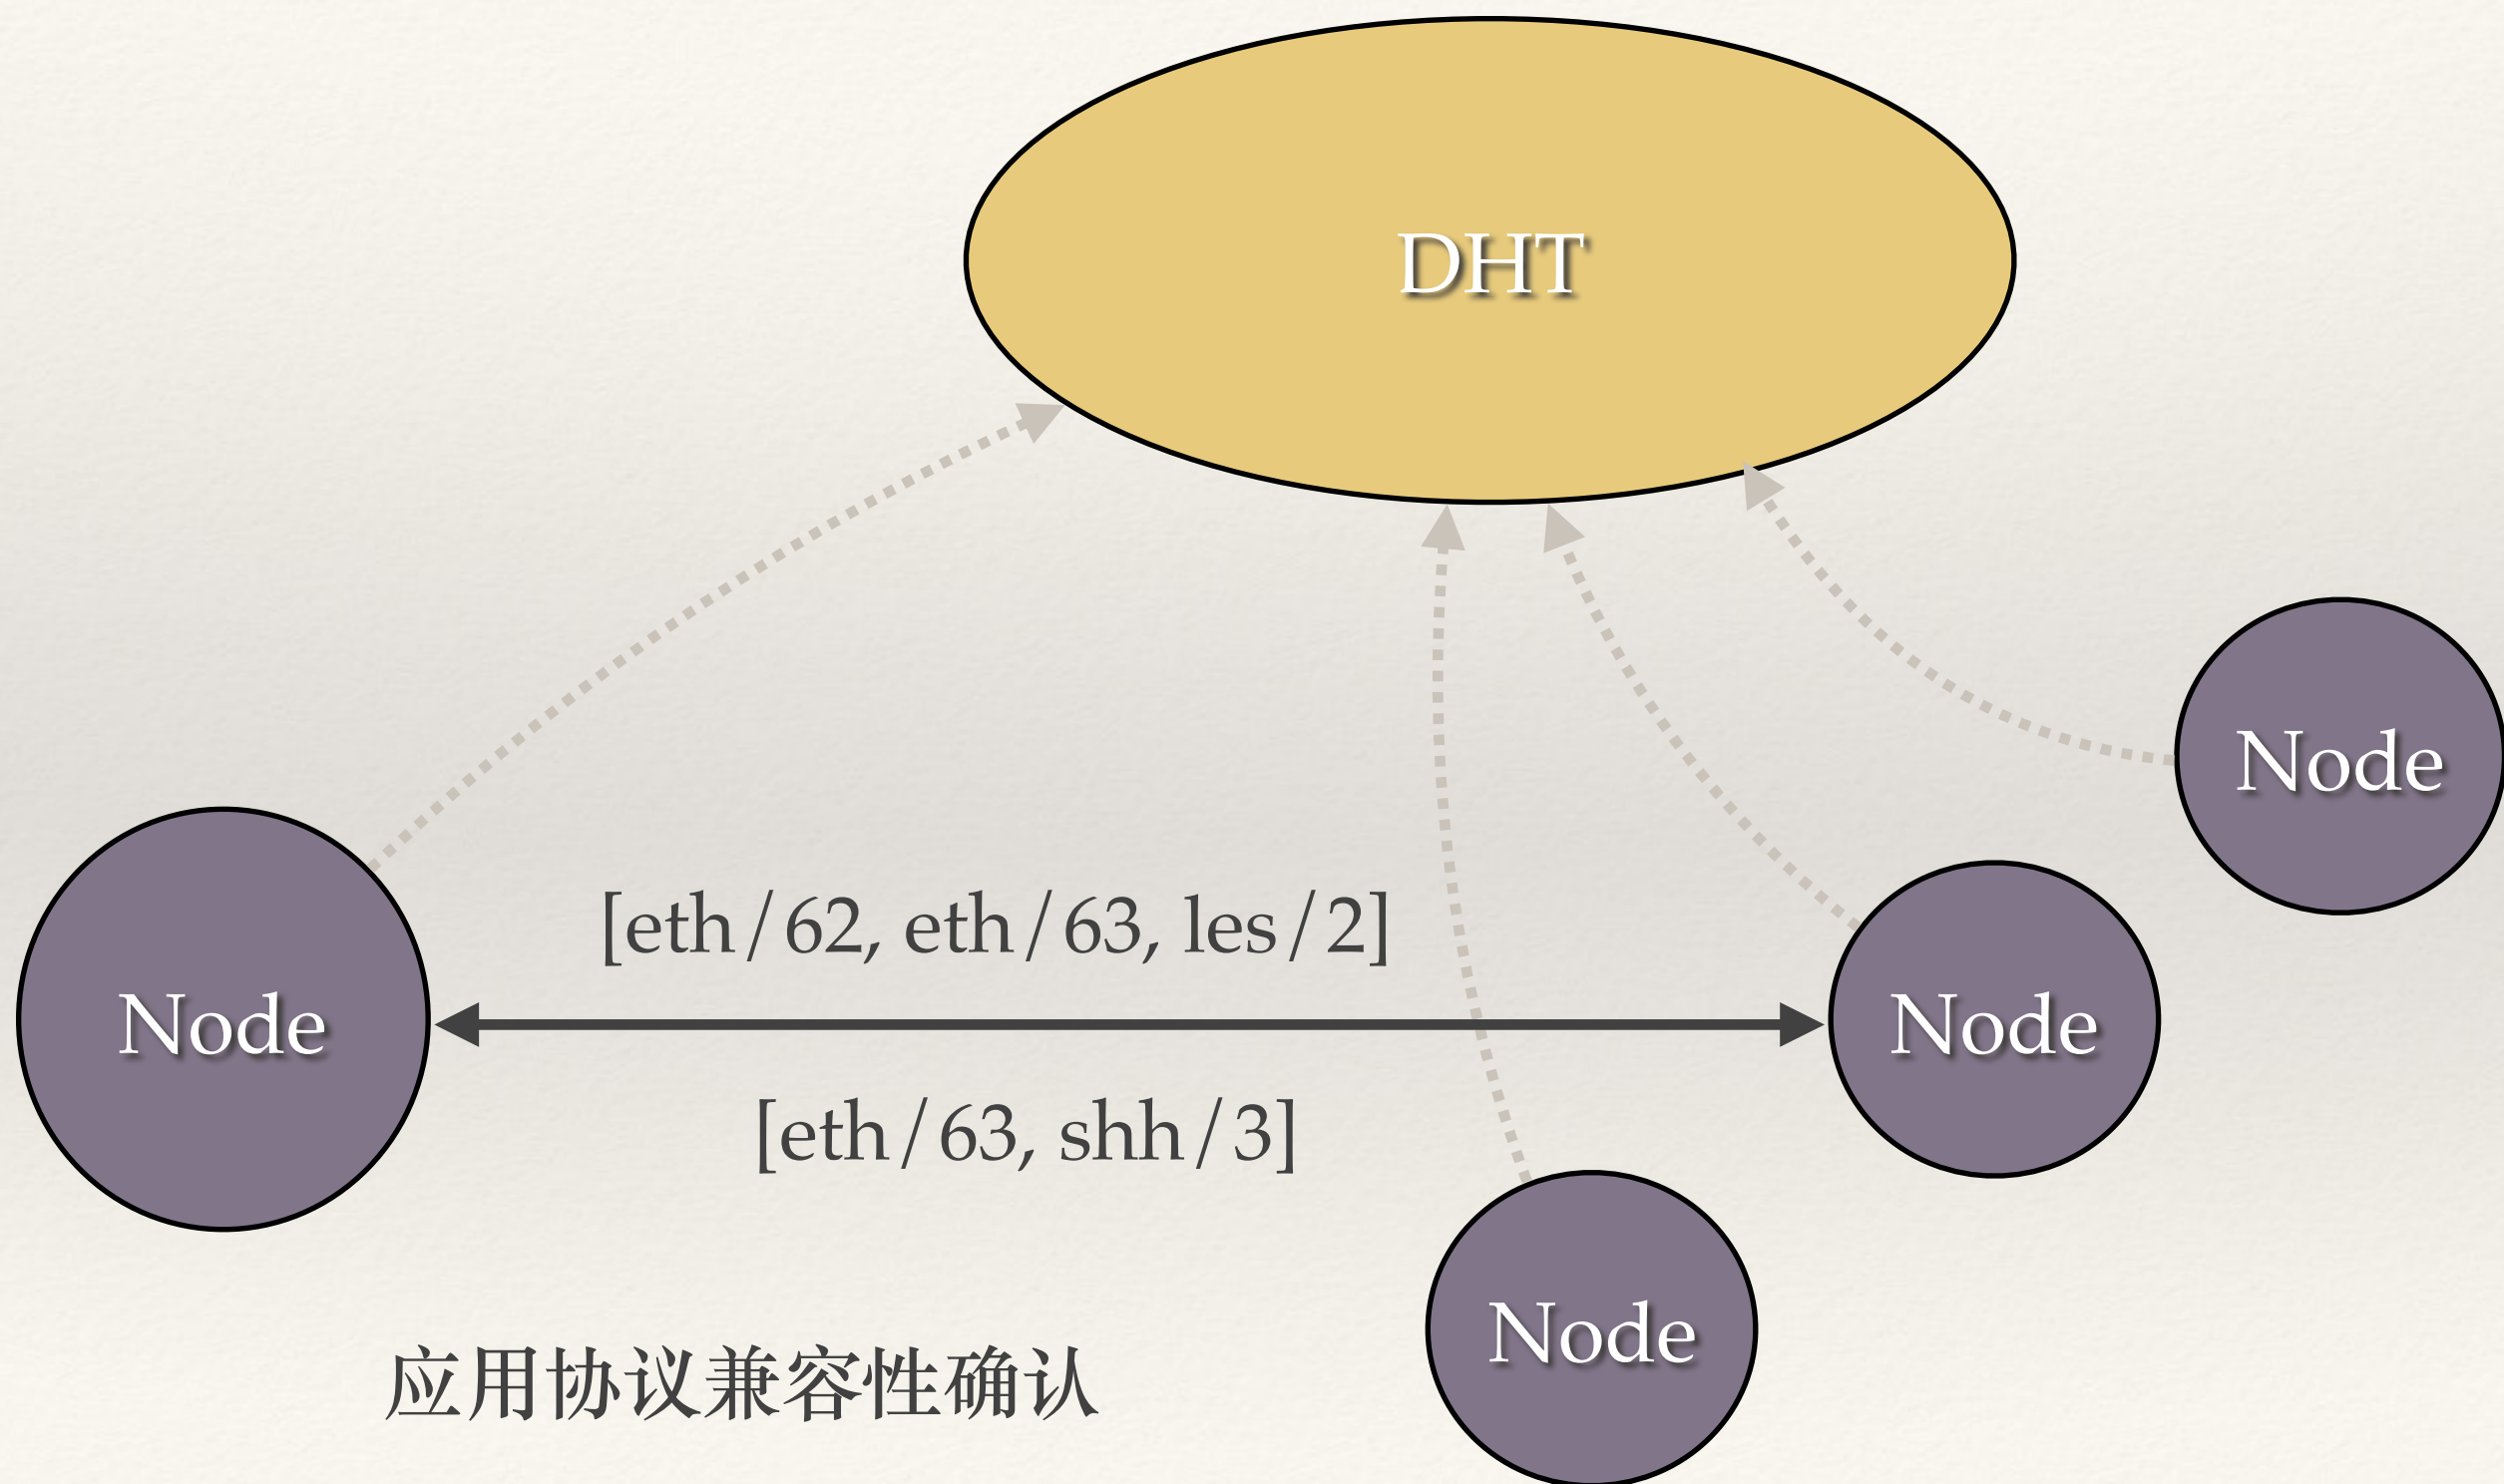 DHT
Node
[eth/62, eth/63, les/2]
Node
Node
[eth/63, shh/3]
Node
应用协议兼容性确认